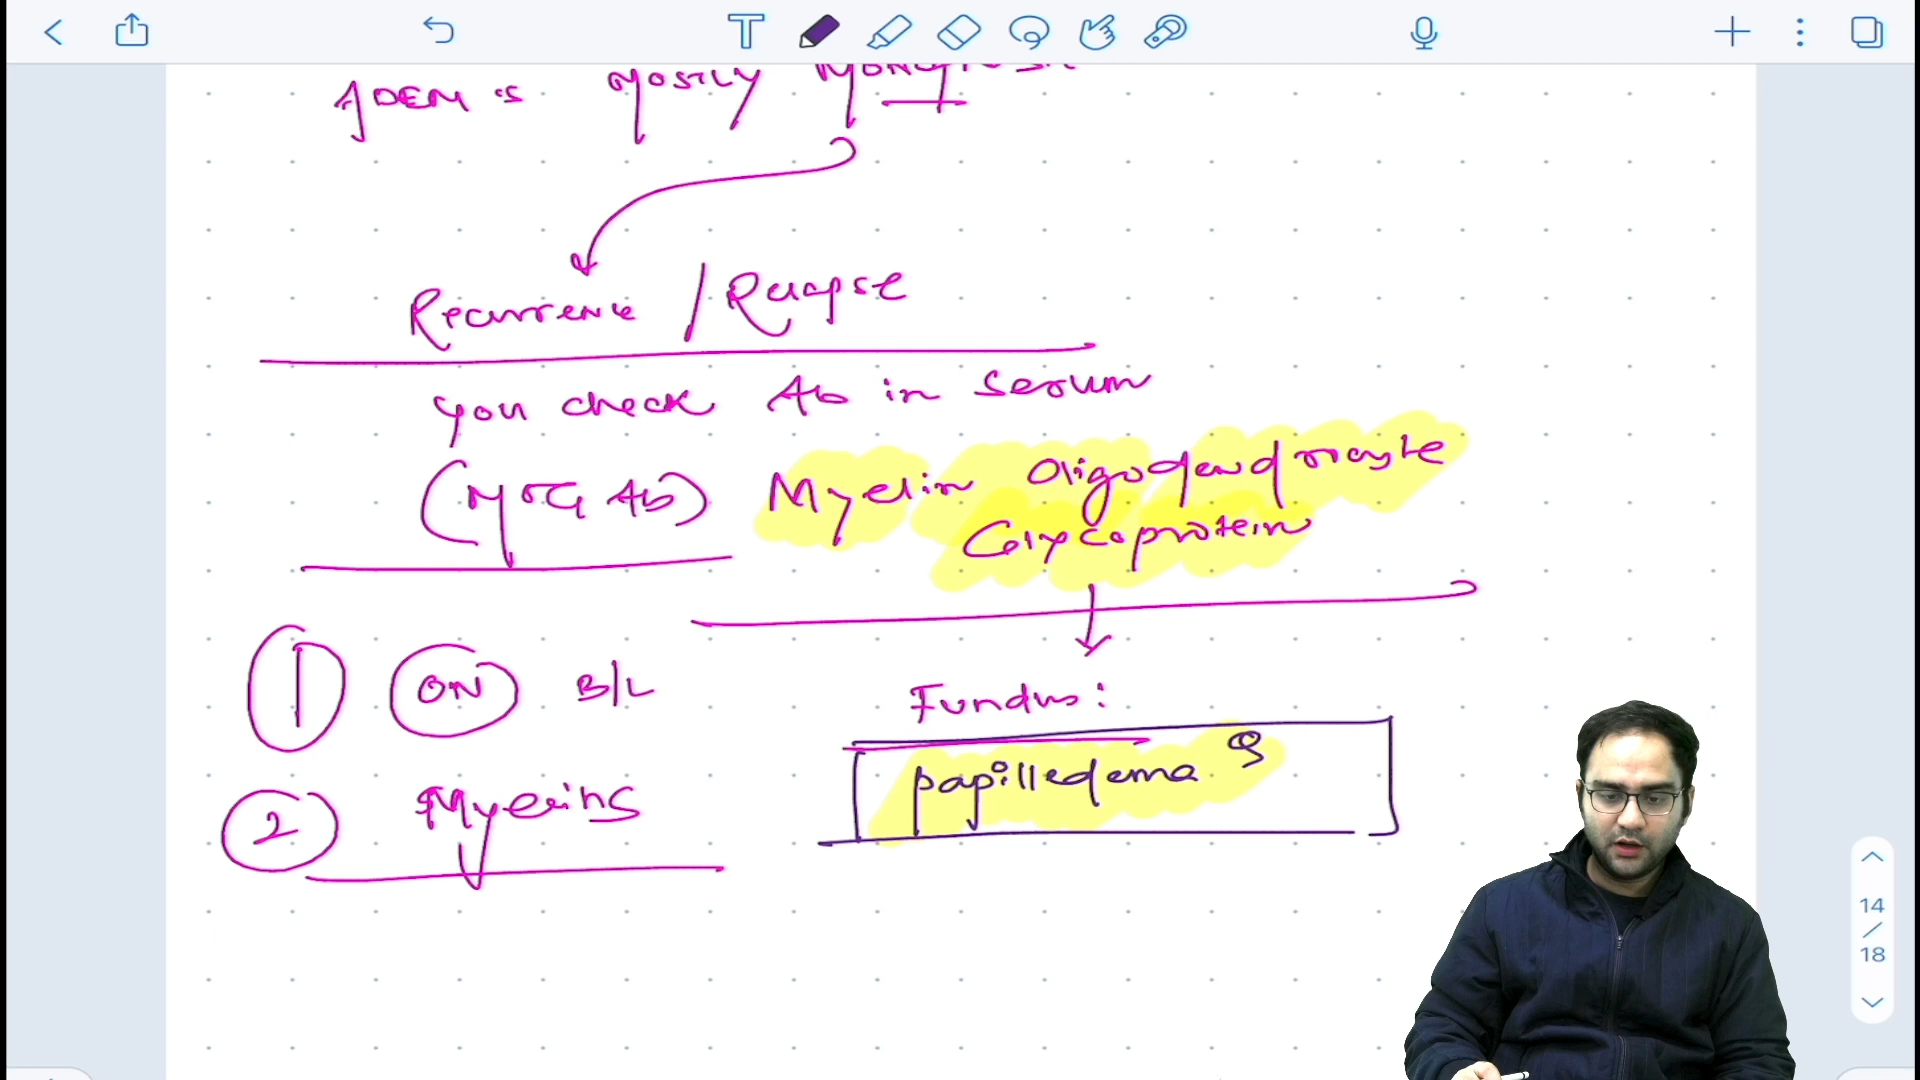 ADEM is mostly
Recurrence / Relapse
you check Ab in serum
(MOG Ab) Myelin Oligodendrocyte
Glycoprotein
1 ON B/L
Fundus:
papilledema
2
14
/
18